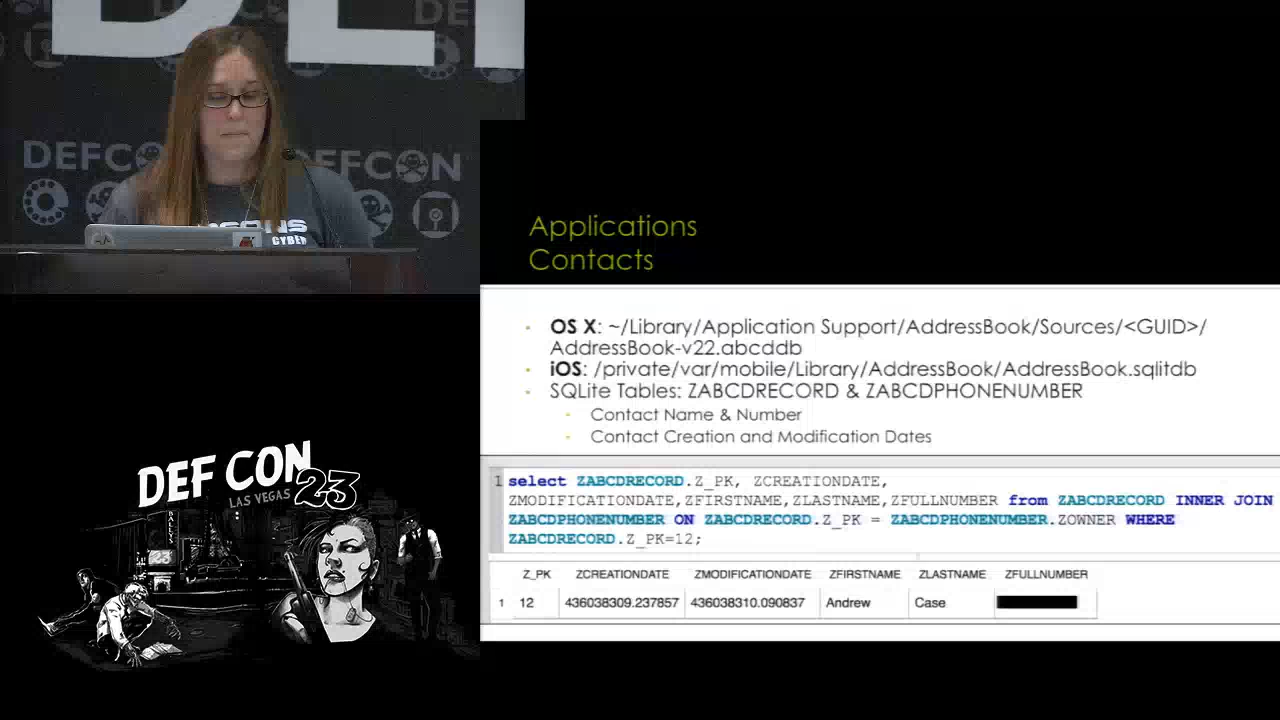 DEFCON
DEFCON
CYBER
Applications
Contacts
OS X: ~/Library/Application Support/AddressBook/Sources/<GUID>/
AddressBook-v22.abcddb
iOS: /private/var/mobile/Library/AddressBook/AddressBook.sqlitdb
SQLite Tables: ZABCDRECORD & ZABCDPHONENUMBER
Contact Name & Number
Contact Creation and Modification Dates
1 select ZABCDRECORD.Z_PK, ZCREATIONDATE,
ZMODIFICATIONDATE,ZFIRSTNAME,ZLASTNAME,ZFULLNUMBER from ZABCDRECORD INNER JOIN
ZABCDPHONENUMBER ON ZABCDRECORD.Z_PK = ZABCDPHONENUMBER.ZOWNER WHERE
ZABCDRECORD.Z_PK=12;
Z_PK ZCREATIONDATE ZMODIFICATIONDATE ZFIRSTNAME ZLASTNAME ZFULLNUMBER
1 12 436038309.237857 436038310.090837 Andrew Case
DEF CON
LAS VEGAS 23
BALLY'S